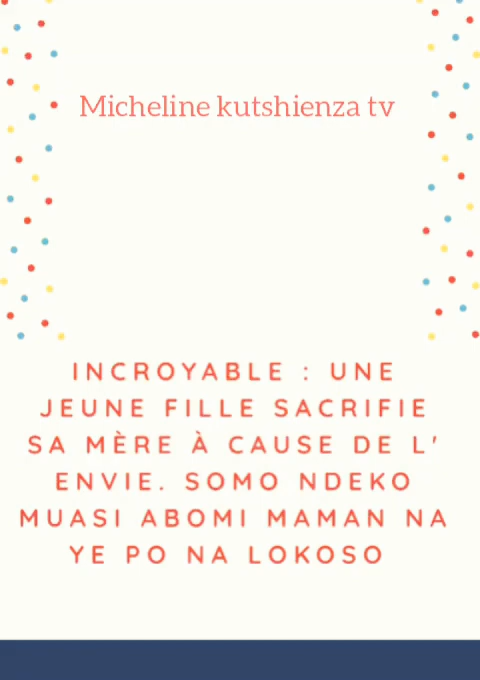 Micheline kutshienza tv
INCROYABLE : UNE
JEUNE FILLE SACRIFIE
SA MÈRE À CAUSE DE L'
ENVIE. SOMO NDEKO
MUASI ABOMI MAMAN NA
YE PO NA LOKOSO